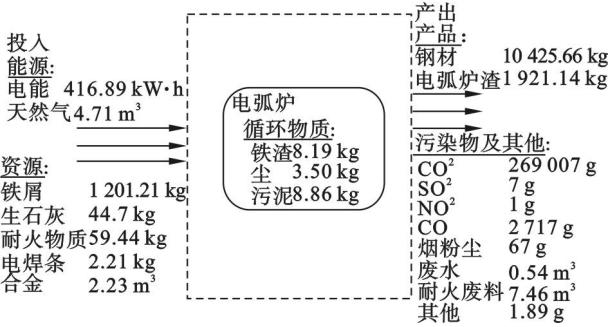 投入
能源:
电能 416.89 kW·h
天然气 4.71 m³
资源:
铁屑 1 201.21 kg
生石灰 44.7 kg
耐火物质 59.44 kg
电焊条 2.21 kg
合金 2.23 m³
电弧炉
循环物质:
铁渣 8.19 kg
尘 3.50 kg
污泥 8.86 kg
产出
产品:
钢材 10 425.66 kg
电弧炉渣 1 921.14 kg
污染物及其他:
CO² 269 007 g
SO² 7 g
NO² 1 g
CO 2 717 g
烟粉尘 67 g
废水 0.54 m³
耐火废料 7.46 m³
其他 1.89 g